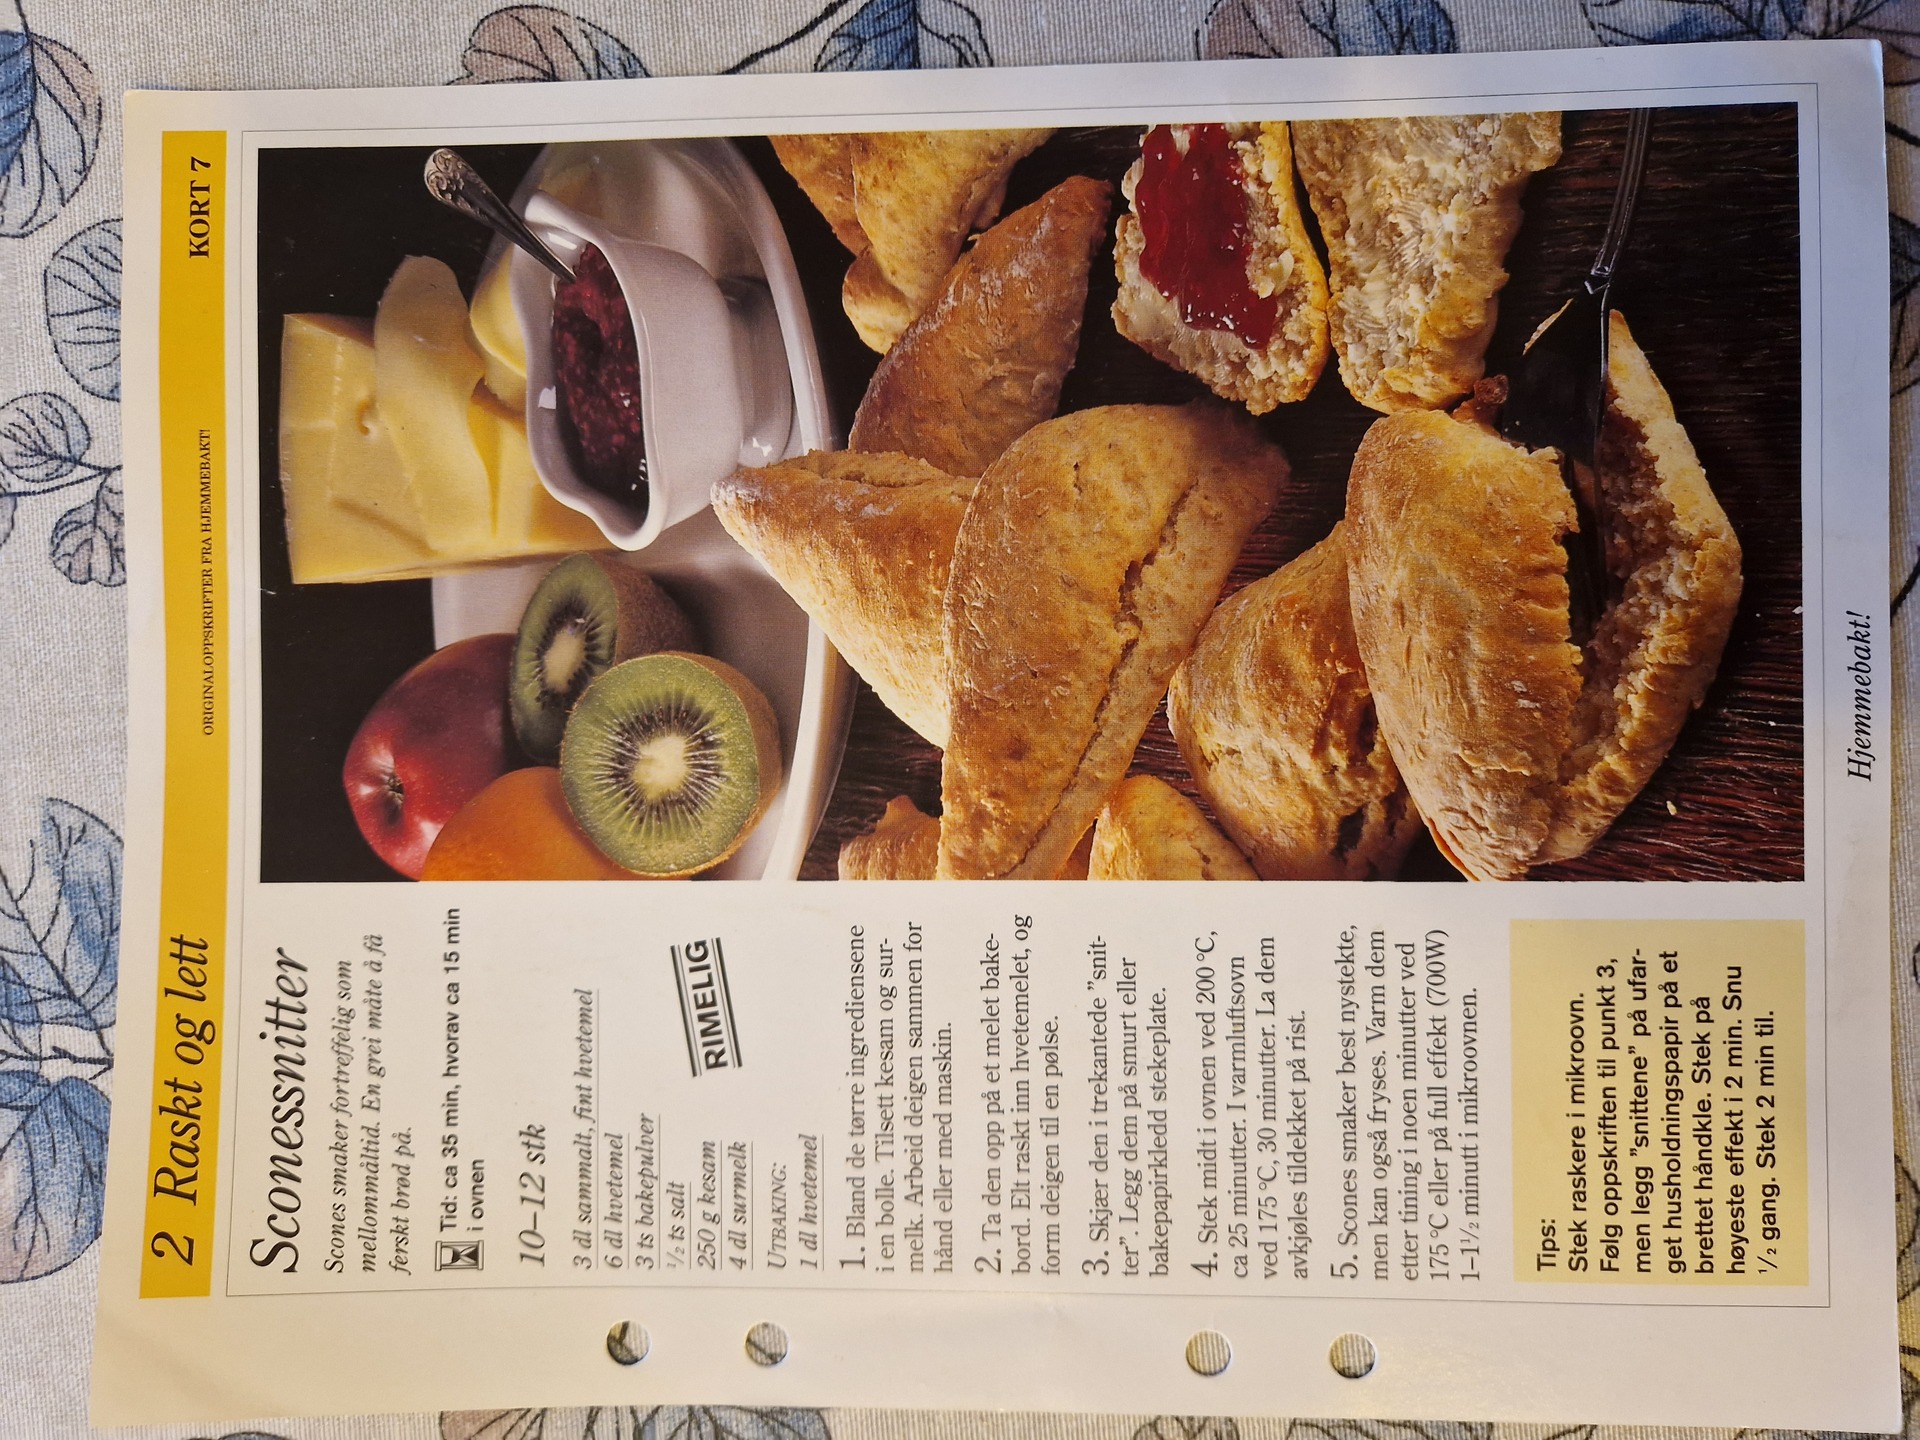 2 Raskt og lett
ORIGINALOPPSKRIFTER FRA HJEMMEBAKT!
KORT 7
Sconessnitter
Scones smaker fortreffelig som
mellommåltid. En grei måte å få
ferskt brød på.
Tid: ca 35 min, hvorav ca 15 min
i ovnen
10–12 stk
3 dl sammalt, fint hvetemel
6 dl hvetemel
3 ts bakepulver
½ ts salt
250 g kesam
4 dl surmelk
RIMELIG
UTBAKING:
1 dl hvetemel
1. Bland de tørre ingrediensene
i en bolle. Tilsett kesam og sur-
melk. Arbeid deigen sammen for
hånd eller med maskin.
2. Ta den opp på et melet bake-
bord. Elt raskt inn hvetemelet, og
form deigen til en pølse.
3. Skjær den i trekantede ”snit-
ter”. Legg dem på smurt eller
bakepapirkledd stekeplate.
4. Stek midt i ovnen ved 200 °C,
ca 25 minutter. I varmluftsovn
ved 175 °C, 30 minutter. La dem
avkjøles tildekket på rist.
5. Scones smaker best nystekte,
men kan også fryses. Varm dem
etter tining i noen minutter ved
175 °C eller på full effekt (700W)
1–1½ minutt i mikroovnen.
Tips:
Stek raskere i mikroovn.
Følg oppskriften til punkt 3,
men legg ”snittene” på ufar-
get husholdningspapir på et
brettet håndkle. Stek på
høyeste effekt i 2 min. Snu
½ gang. Stek 2 min til.
Hjemmebakt!